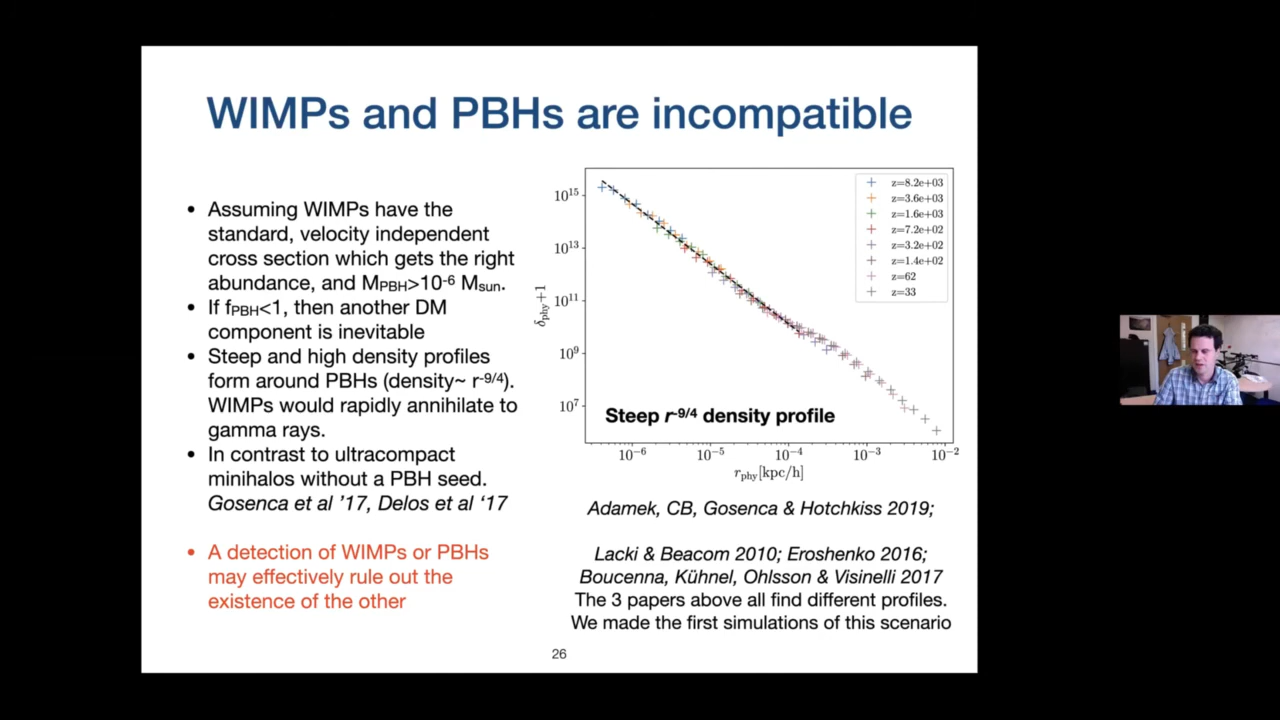 WIMPs and PBHs are incompatible
• Assuming WIMPs have the
standard, velocity independent
cross section which gets the right
abundance, and MPBH>10-6 Msun.
• If fPBH<1, then another DM
component is inevitable
• Steep and high density profiles
form around PBHs (density~ r-9/4).
WIMPs would rapidly annihilate to
gamma rays.
• In contrast to ultracompact
minihalos without a PBH seed.
Gosenca et al ’17, Delos et al ‘17
• A detection of WIMPs or PBHs
may effectively rule out the
existence of the other
δphy+1
10¹⁵
10¹³
10¹¹
10⁹
10⁷
z=8.2e+03
z=3.6e+03
z=1.6e+03
z=7.2e+02
z=3.2e+02
z=1.4e+02
z=62
z=33
Steep r-9/4 density profile
10⁻⁶ 10⁻⁵ 10⁻⁴ 10⁻³ 10⁻²
rphy[kpc/h]
Adamek, CB, Gosenca & Hotchkiss 2019;
Lacki & Beacom 2010; Eroshenko 2016;
Boucenna, Kühnel, Ohlsson & Visinelli 2017
The 3 papers above all find different profiles.
We made the first simulations of this scenario
26